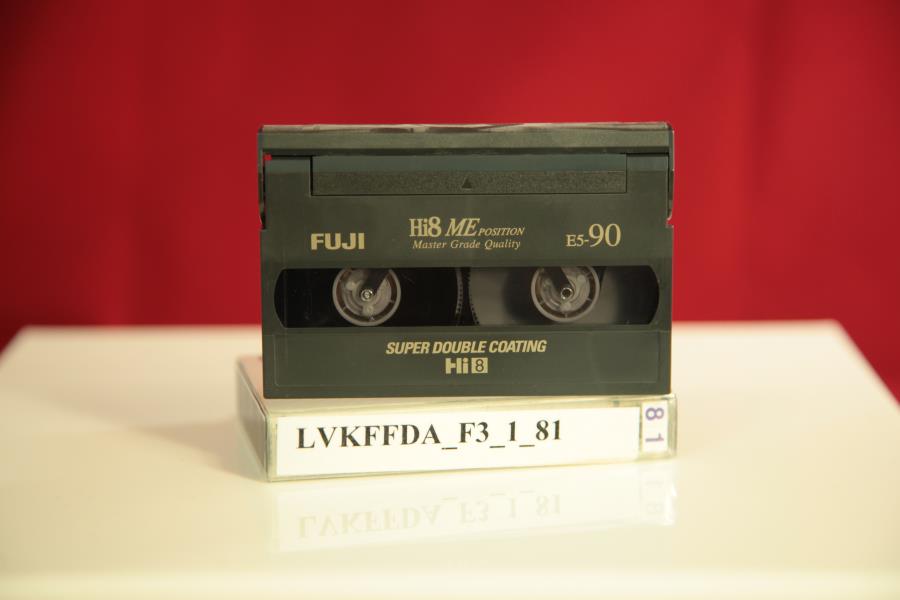 Hi8 ME POSITION
FUJI Master Grade Quality E5-90
SUPER DOUBLE COATING
Hi8
LVKFFDA_F3_1_81
81